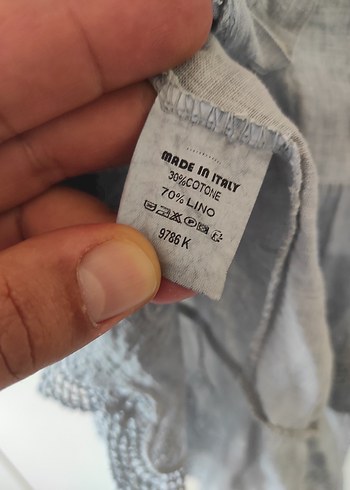 MADE IN ITALY
30%COTONE
70% LINO
9786 K